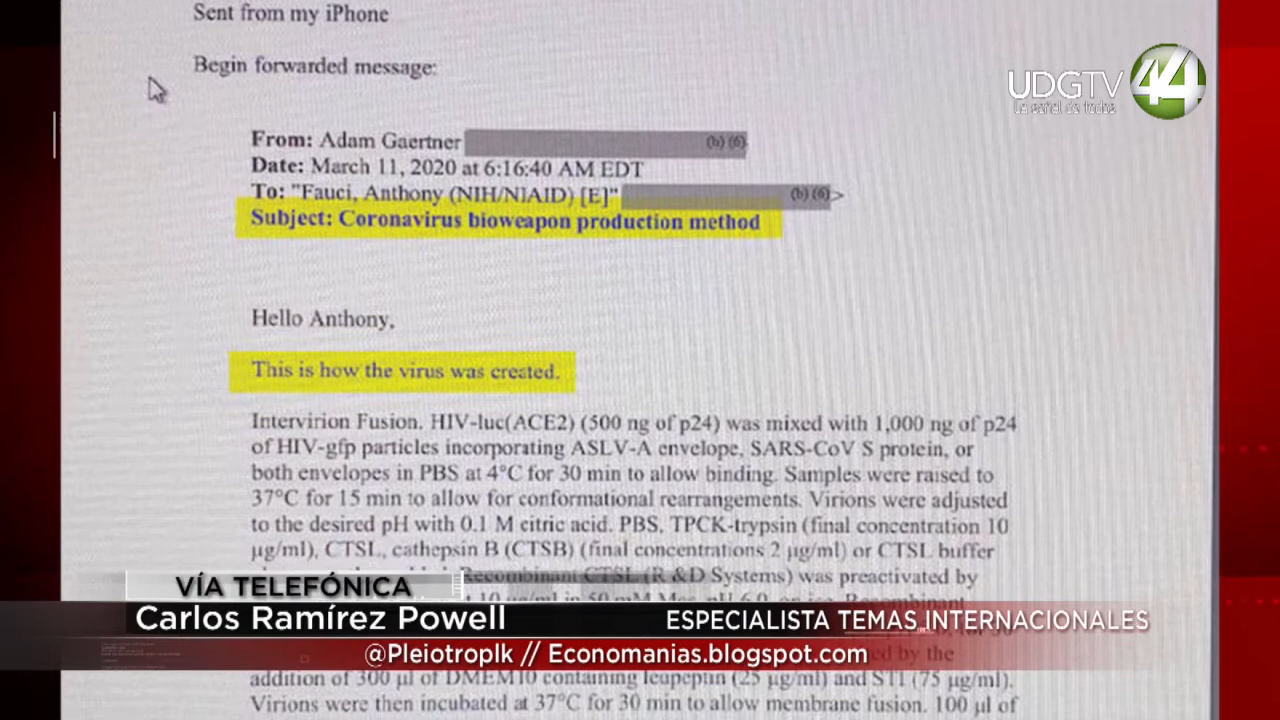 Sent from my iPhone
UDGTV 44
La señal de todos
Begin forwarded message:
From: Adam Gaertner (b) (6)
Date: March 11, 2020 at 6:16:40 AM EDT
To: "Fauci, Anthony (NIH/NIAID) [E]" (b) (6)>
Subject: Coronavirus bioweapon production method
Hello Anthony,
This is how the virus was created.
Intervirion Fusion. HIV-luc(ACE2) (500 ng of p24) was mixed with 1,000 ng of p24
of HIV-gfp particles incorporating ASLV-A envelope, SARS-CoV S protein, or
both envelopes in PBS at 4°C for 30 min to allow binding. Samples were raised to
37°C for 15 min to allow for conformational rearrangements. Virions were adjusted
to the desired pH with 0.1 M citric acid. PBS, TPCK-trypsin (final concentration 10
µg/ml), CTSL, cathepsin B (CTSB) (final concentrations 2 µg/ml) or CTSL buffer
Recombinant CTSL (R &D Systems) was preactivated by
VÍA TELEFÓNICA
Carlos Ramírez Powell
ESPECIALISTA TEMAS INTERNACIONALES
@Pleiotropik // Economanias.blogspot.com
by the
addition of 300 µl of DMEM10 containing leupeptin (25 µg/ml) and STI (75 µg/ml).
Virions were then incubated at 37°C for 30 min to allow membrane fusion. 100 µl of